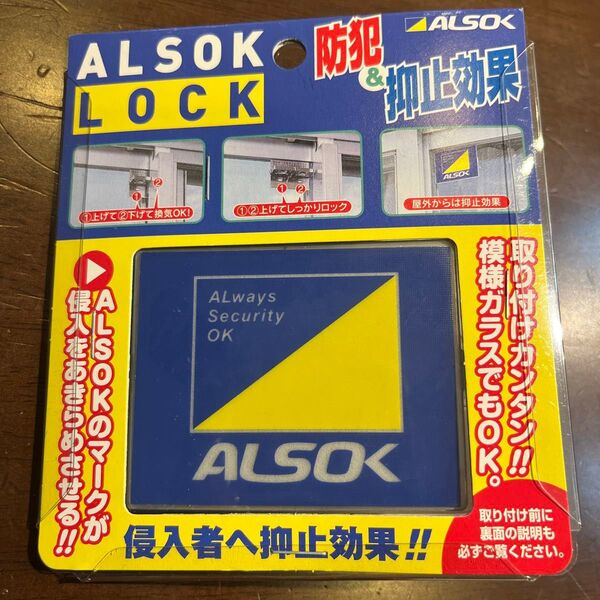 ALSOK
LOCK
防犯
&
抑止効果
ALSOK
① ②
①上げて②下げて換気OK!
① ②
①②上げてしっかりロック
ALSOK
屋外からは抑止効果
ALSOKのマークが
侵入をあきらめさせる!!
ALways
Security
OK
ALSOK
取り付けカンタン!!
模様ガラスでもOK。
侵入者へ抑止効果!!
取り付け前に
裏面の説明も
必ずご覧ください。